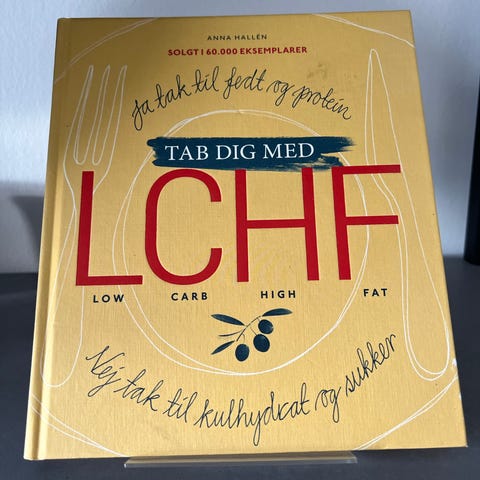 ANNA HALLÉN
SOLGT I 60.000 EKSEMPLARER
Ja tak til fedt og protein
TAB DIG MED
LCHF
LOW CARB HIGH FAT
Nej tak til kulhydrat og sukker